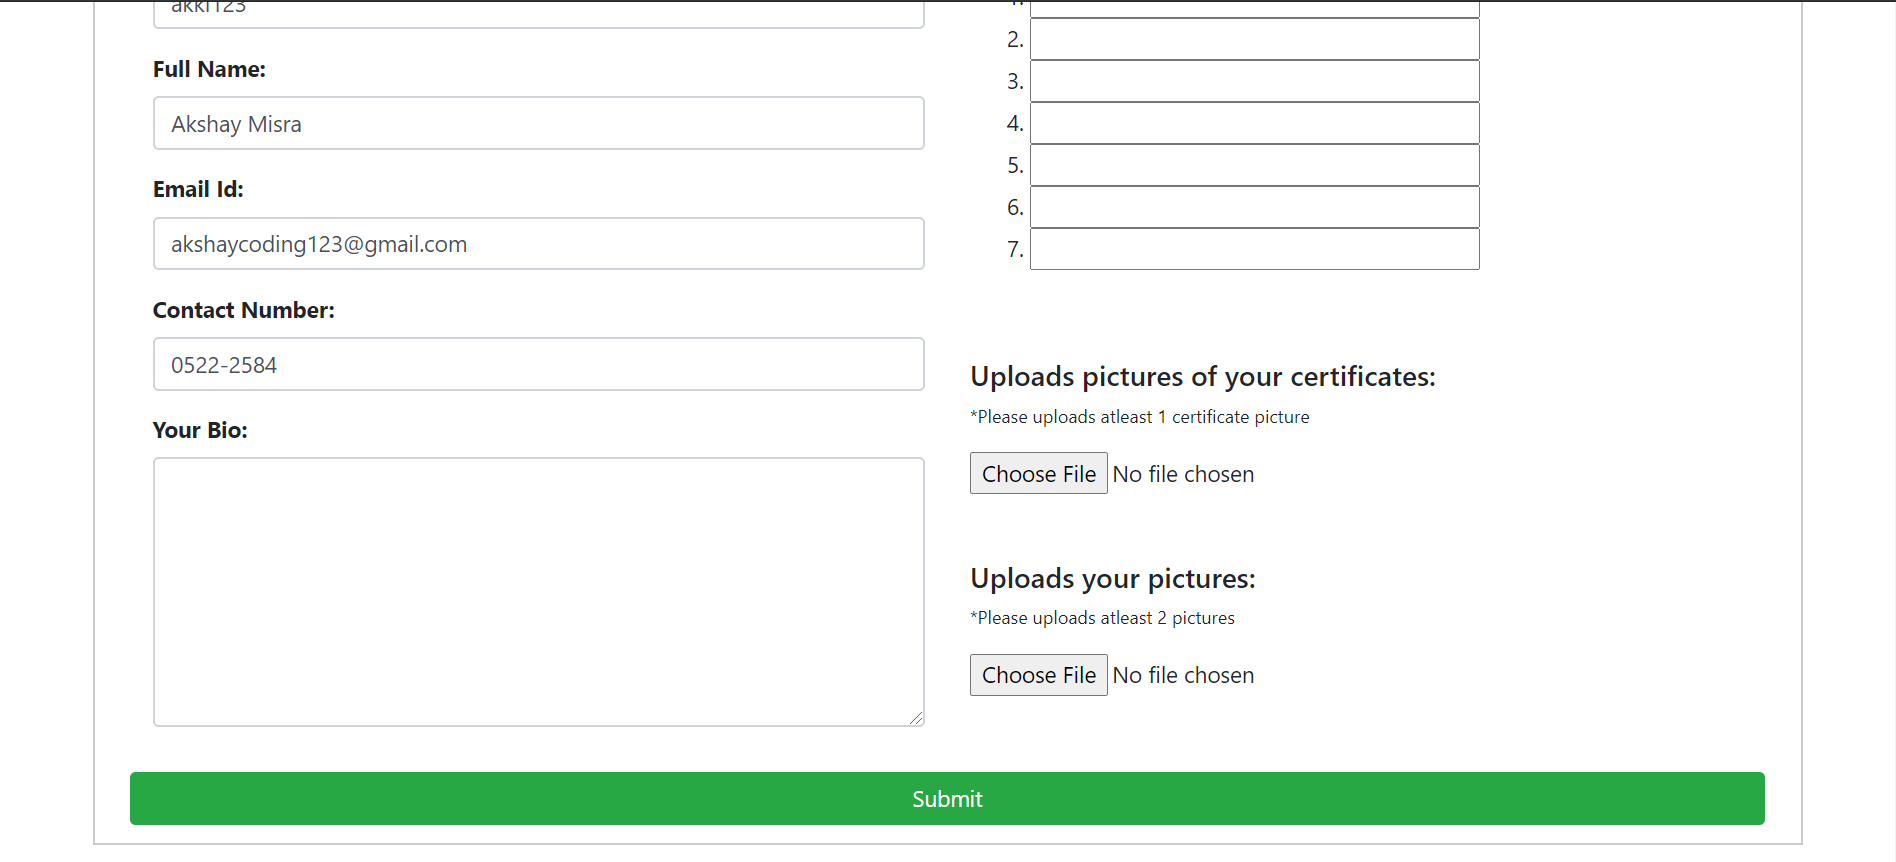 Full Name:
Akshay Misra
Email Id:
akshaycoding123@gmail.com
Contact Number:
0522-2584
Your Bio:
2.
3.
4.
5.
6.
7.
Uploads pictures of your certificates:
*Please uploads atleast 1 certificate picture
Choose File No file chosen
Uploads your pictures:
*Please uploads atleast 2 pictures
Choose File No file chosen
Submit